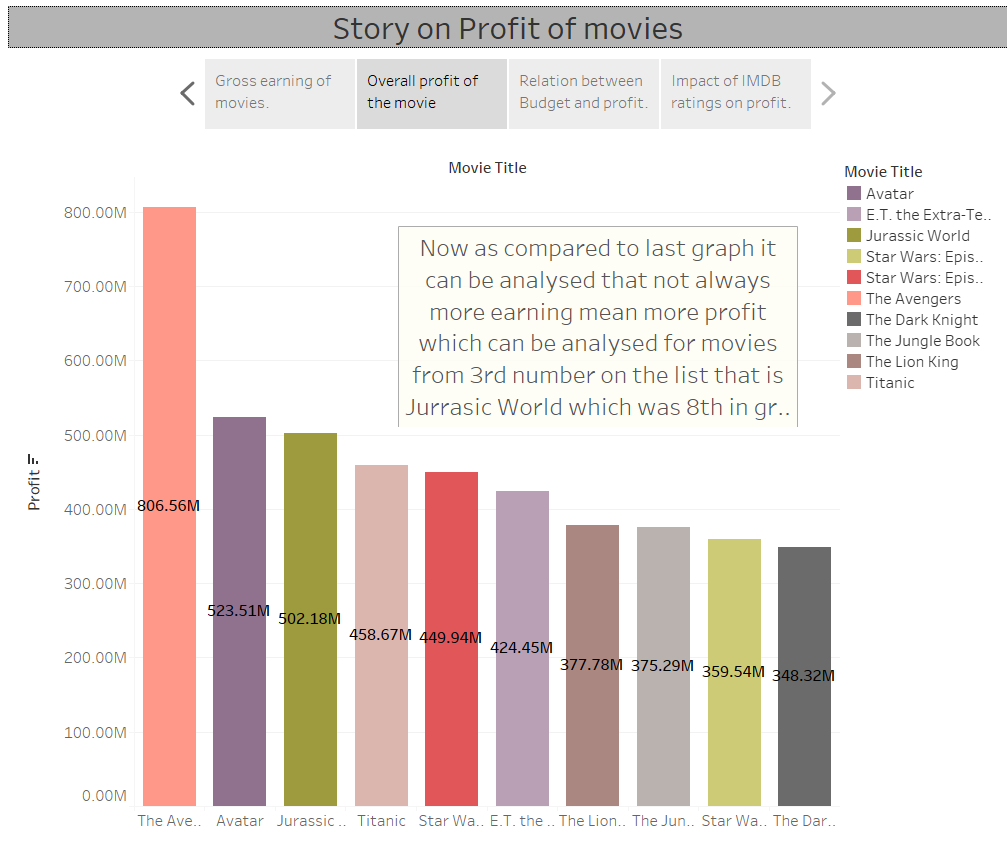 Story on Profit of movies
Gross earning of
movies.
Overall profit of
the movie
Relation between
Budget and profit.
Impact of IMDB
ratings on profit.
Movie Title
Movie Title
Avatar
E.T. the Extra-Te..
Jurassic World
Star Wars: Epis..
Star Wars: Epis..
The Avengers
The Dark Knight
The Jungle Book
The Lion King
Titanic
Now as compared to last graph it
can be analysed that not always
more earning mean more profit
which can be analysed for movies
from 3rd number on the list that is
Jurrasic World which was 8th in gr..
Profit
800.00M
700.00M
600.00M
500.00M
400.00M
300.00M
200.00M
100.00M
0.00M
806.56M
523.51M
502.18M
458.67M
449.94M
424.45M
377.78M
375.29M
359.54M
348.32M
The Ave..
Avatar
Jurassic ..
Titanic
Star Wa..
E.T. the ..
The Lion..
The Jun..
Star Wa..
The Dar..